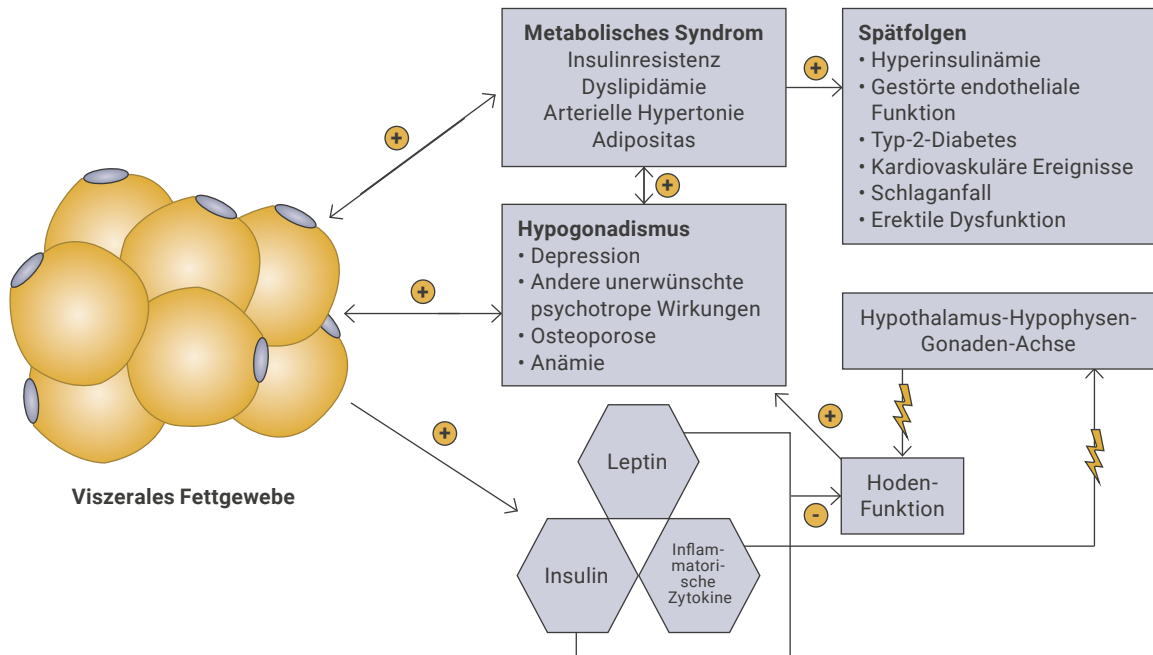 Metabolisches Syndrom
Insulinresistenz
Dyslipidämie
Arterielle Hypertonie
Adipositas
+
Spätfolgen
• Hyperinsulinämie
• Gestörte endotheliale
Funktion
• Typ-2-Diabetes
• Kardiovaskuläre Ereignisse
• Schlaganfall
• Erektile Dysfunktion
+
+
Hypogonadismus
• Depression
• Andere unerwünschte
psychotrope Wirkungen
• Osteoporose
• Anämie
+
Hypothalamus-Hypophysen-
Gonaden-Achse
+
+
Viszerales Fettgewebe
Leptin
Insulin
Inflam-
matori-
sche
Zytokine
-
Hoden-
Funktion